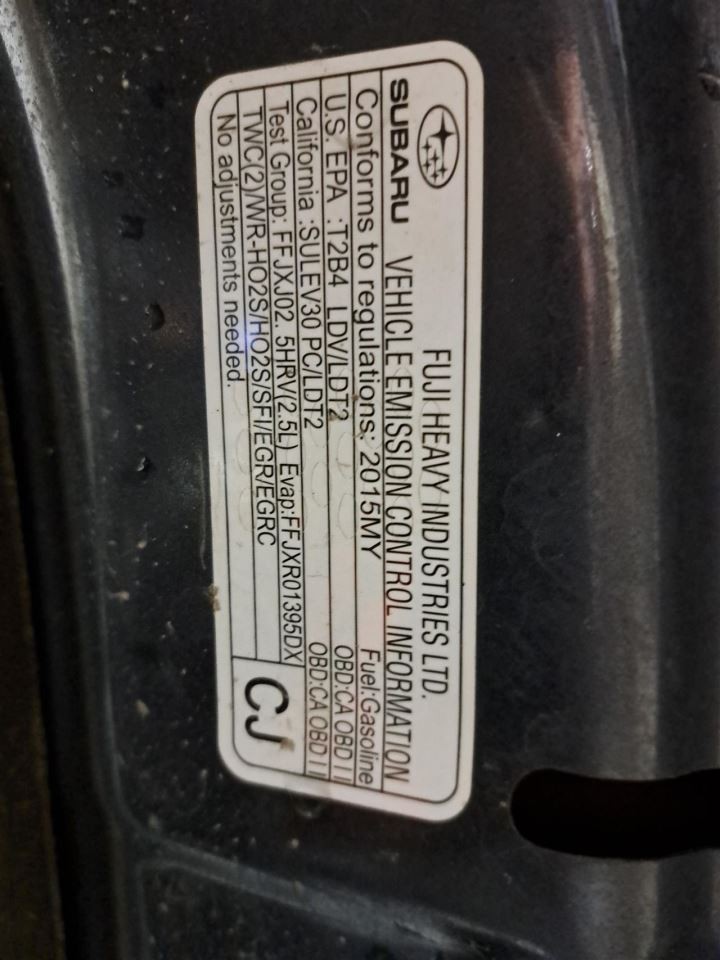 FUJI HEAVY INDUSTRIES LTD.
SUBARU VEHICLE EMISSION CONTROL INFORMATION
Conforms to regulations: 2015MY Fuel:Gasoline
U.S. EPA :T2B4 LDV/LDT2 OBD:CA OBD II
California :SULEV30 PC/LDT2 OBD:CA OBD II
Test Group: FFJXJ02. 5HRV(2.5L) Evap:FFJXR01395DX
TWC(2)/WR-HO2S/HO2S/SFI/EGR/EGRC
No adjustments needed.
CJ